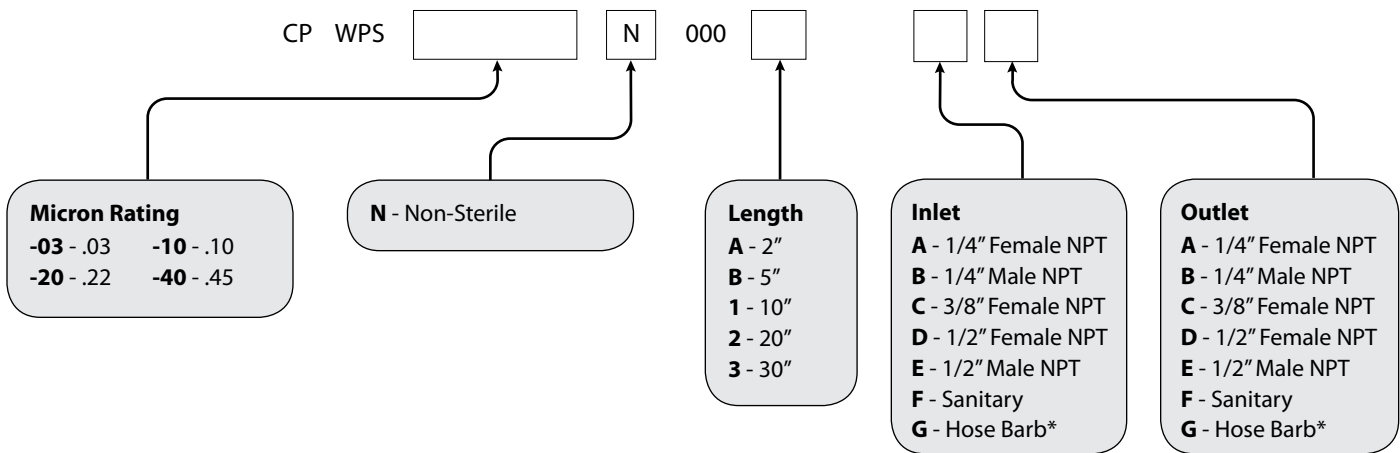 CP WPS N 000
Micron Rating
-03 - .03 -10 - .10
-20 - .22 -40 - .45
N - Non-Sterile
Length
A - 2"
B - 5"
1 - 10"
2 - 20"
3 - 30"
Inlet
A - 1/4" Female NPT
B - 1/4" Male NPT
C - 3/8" Female NPT
D - 1/2" Female NPT
E - 1/2" Male NPT
F - Sanitary
G - Hose Barb*
Outlet
A - 1/4" Female NPT
B - 1/4" Male NPT
C - 3/8" Female NPT
D - 1/2" Female NPT
E - 1/2" Male NPT
F - Sanitary
G - Hose Barb*